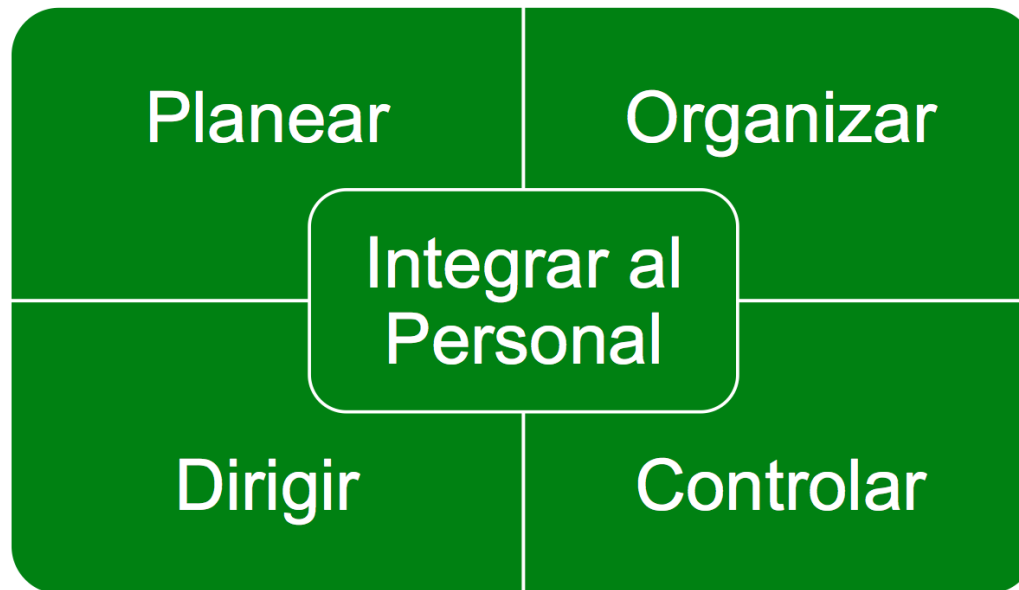 Planear
Organizar
Integrar al
Personal
Dirigir
Controlar